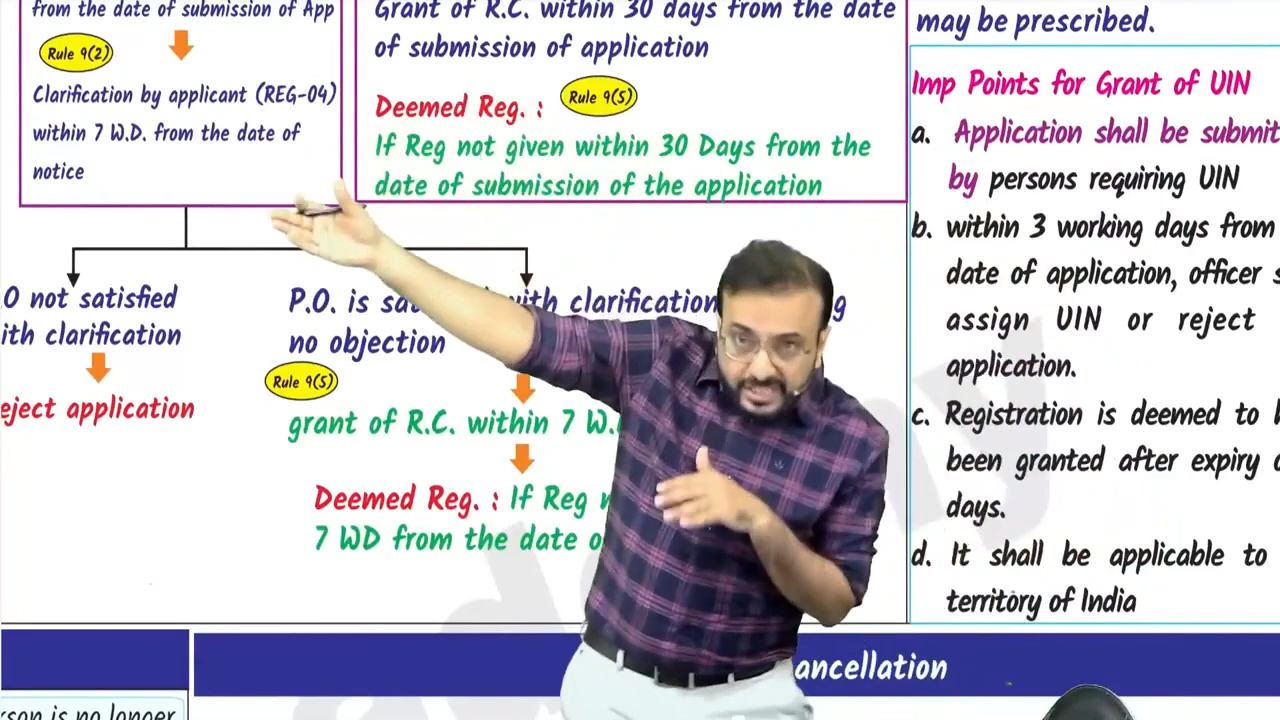 from the date of submission of App
Rule 9(2)
Clarification by applicant (REG-04)
within 7 W.D. from the date of
notice
Grant of R.C. within 30 days from the date
of submission of application
Deemed Reg. :
Rule 9(5)
If Reg not given within 30 Days from the
date of submission of the application
O not satisfied
ith clarification
eject application
P.O. is sat with clarification
no objection
Rule 9(5)
grant of R.C. within 7 W.
Deemed Reg. : If Reg
7 WD from the date o
may be prescribed.
Imp Points for Grant of UIN
a. Application shall be submit
by persons requiring UIN
b. within 3 working days from
date of application, officer s
assign UIN or reject
application.
c. Registration is deemed to
been granted after expiry
days.
d. It shall be applicable to
territory of India
ancellation
rson is no longer